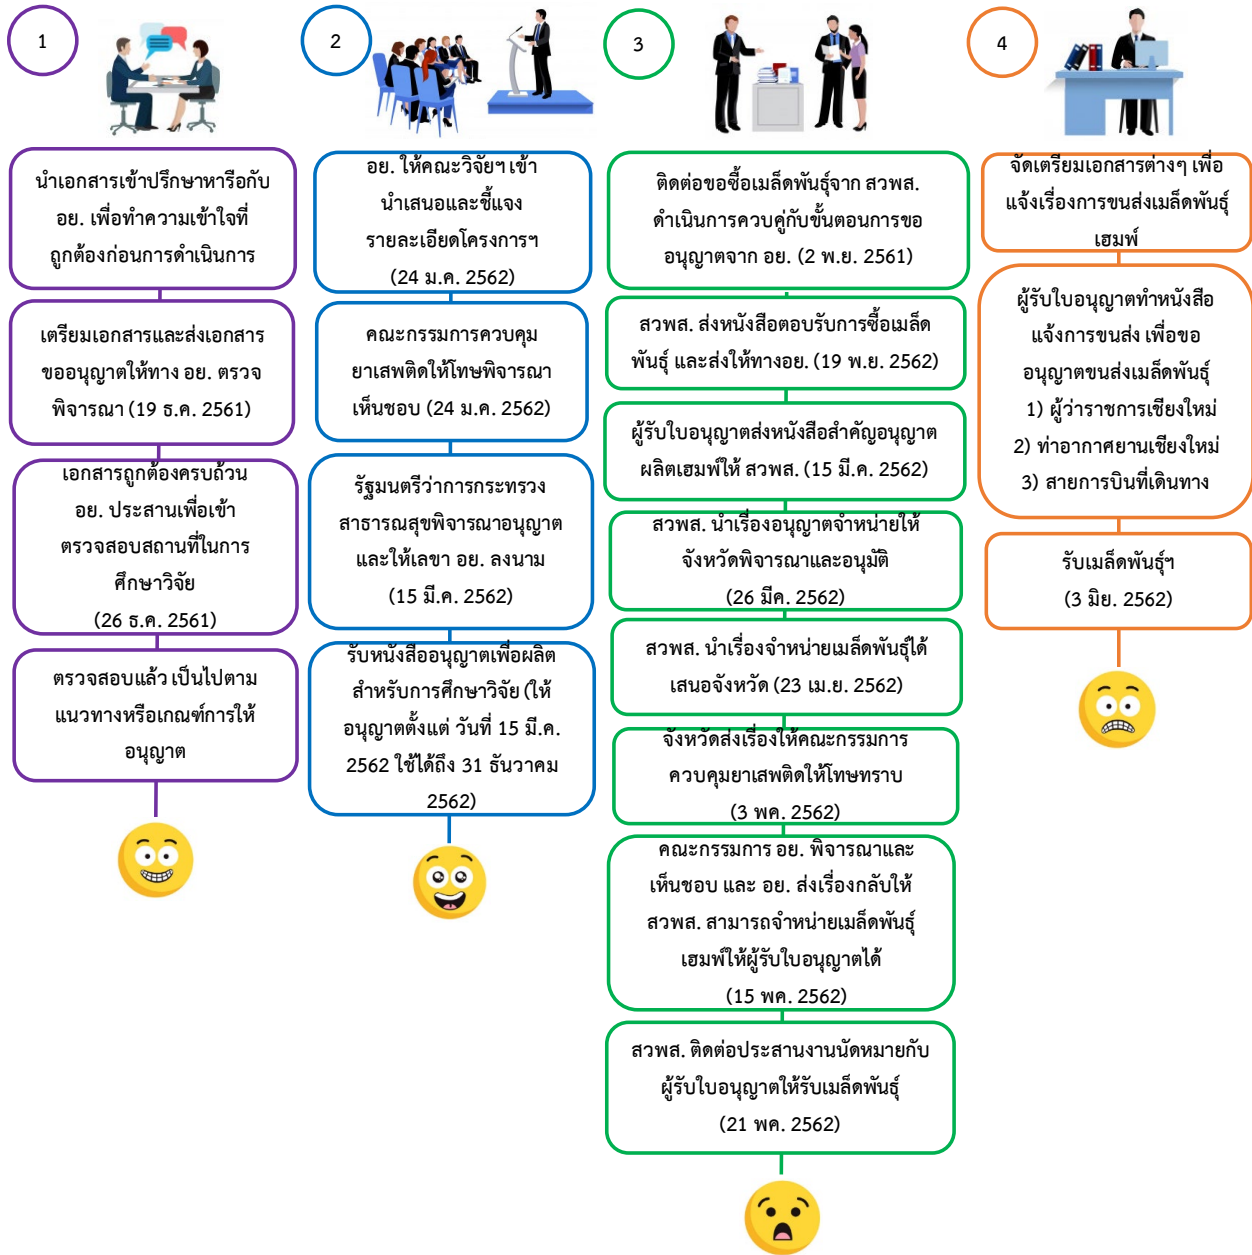 1
นำเอกสารเข้าปรึกษาหารือกับ
อย. เพื่อทำความเข้าใจที่
ถูกต้องก่อนการดำเนินการ
เตรียมเอกสารและส่งเอกสาร
ขออนุญาตให้ทาง อย. ตรวจ
พิจารณา (19 ธ.ค. 2561)
เอกสารถูกต้องครบถ้วน
อย. ประสานเพื่อเข้า
ตรวจสอบสถานที่ในการ
ศึกษาวิจัย
(26 ธ.ค. 2561)
ตรวจสอบแล้ว เป็นไปตาม
แนวทางหรือเกณฑ์การให้
อนุญาต
2
อย. ให้คณะวิจัยฯ เข้า
นำเสนอและชี้แจง
รายละเอียดโครงการฯ
(24 ม.ค. 2562)
คณะกรรมการควบคุม
ยาเสพติดให้โทษพิจารณา
เห็นชอบ (24 ม.ค. 2562)
รัฐมนตรีว่าการกระทรวง
สาธารณสุขพิจารณาอนุญาต
และให้เลขา อย. ลงนาม
(15 มี.ค. 2562)
รับหนังสืออนุญาตเพื่อผลิต
สำหรับการศึกษาวิจัย (ให้
อนุญาตตั้งแต่ วันที่ 15 มี.ค.
2562 ใช้ได้ถึง 31 ธันวาคม
2562)
3
ติดต่อขอซื้อเมล็ดพันธุ์จาก สวพส.
ดำเนินการควบคู่กับขั้นตอนการขอ
อนุญาตจาก อย. (2 พ.ย. 2561)
สวพส. ส่งหนังสือตอบรับการซื้อเมล็ด
พันธุ์ และส่งให้ทางอย. (19 พ.ย. 2562)
ผู้รับใบอนุญาตส่งหนังสือสำคัญอนุญาต
ผลิตเฮมพ์ให้ สวพส. (15 มี.ค. 2562)
สวพส. นำเรื่องอนุญาตจำหน่ายให้
จังหวัดพิจารณาและอนุมัติ
(26 มีค. 2562)
สวพส. นำเรื่องจำหน่ายเมล็ดพันธุ์ได้
เสนอจังหวัด (23 เม.ย. 2562)
จังหวัดส่งเรื่องให้คณะกรรมการ
ควบคุมยาเสพติดให้โทษทราบ
(3 พค. 2562)
คณะกรรมการ อย. พิจารณาและ
เห็นชอบ และ อย. ส่งเรื่องกลับให้
สวพส. สามารถจำหน่ายเมล็ดพันธุ์
เฮมพ์ให้ผู้รับใบอนุญาตได้
(15 พค. 2562)
สวพส. ติดต่อประสานงานนัดหมายกับ
ผู้รับใบอนุญาตให้รับเมล็ดพันธุ์
(21 พค. 2562)
4
จัดเตรียมเอกสารต่างๆ เพื่อ
แจ้งเรื่องการขนส่งเมล็ดพันธุ์
เฮมพ์
ผู้รับใบอนุญาตทำหนังสือ
แจ้งการขนส่ง เพื่อขอ
อนุญาตขนส่งเมล็ดพันธุ์
1) ผู้ว่าราชการเชียงใหม่
2) ท่าอากาศยานเชียงใหม่
3) สายการบินที่เดินทาง
รับเมล็ดพันธุ์ฯ
(3 มิย. 2562)